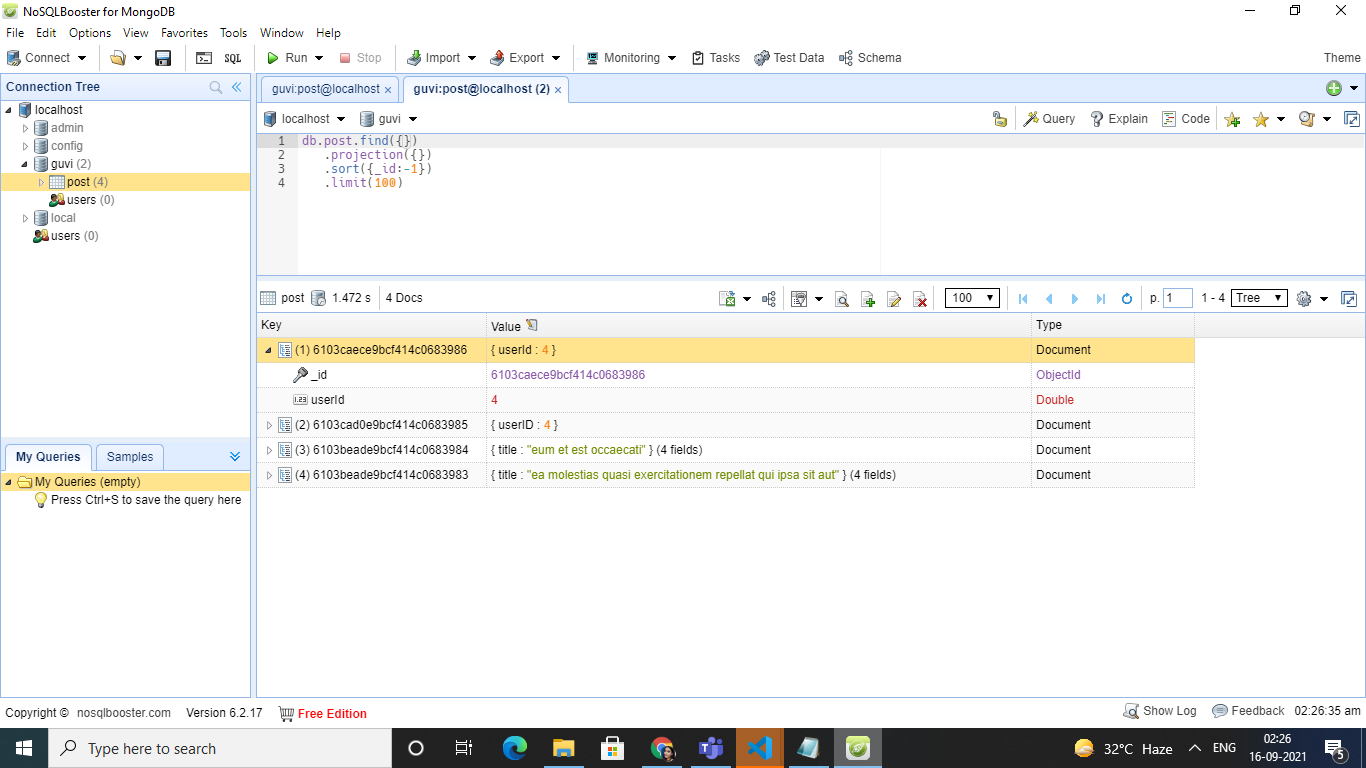 NoSQLBooster for MongoDB
File Edit Options View Favorites Tools Window Help
Connect SQL Run Stop Import Export Monitoring Tasks Test Data Schema Theme
Connection Tree
localhost
admin
config
guvi (2)
post (4)
users (0)
local
users (0)
My Queries Samples
My Queries (empty)
Press Ctrl+S to save the query here
guvi:post@localhost × guvi:post@localhost (2) ×
localhost guvi Query Explain Code
1 db.post.find({})
2 .projection({})
3 .sort({_id:-1})
4 .limit(100)
post 1.472 s 4 Docs 100 p. 1 1 - 4 Tree
Key Value Type
(1) 6103caece9bcf414c0683986 { userId : 4 } Document
_id 6103caece9bcf414c0683986 ObjectId
1.23 userId 4 Double
(2) 6103cad0e9bcf414c0683985 { userID : 4 } Document
(3) 6103beade9bcf414c0683984 { title : "eum et est occaecati" } (4 fields) Document
(4) 6103beade9bcf414c0683983 { title : "ea molestias quasi exercitationem repellat qui ipsa sit aut" } (4 fields) Document
Copyright © nosqlbooster.com Version 6.2.17 Free Edition Show Log Feedback 02:26:35 am
Type here to search 32°C Haze ENG 02:26
16-09-2021 5